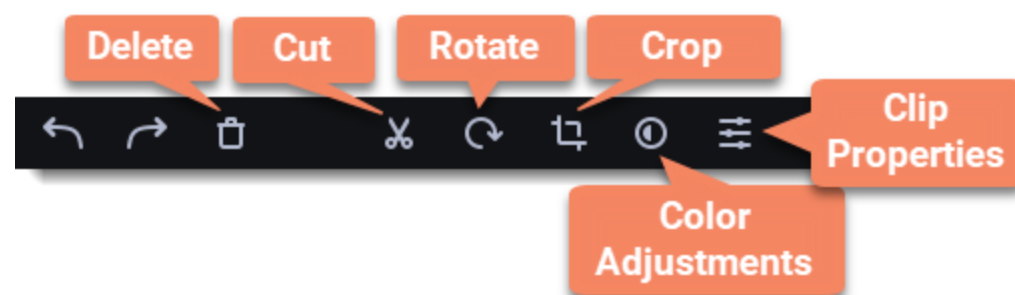 Delete
Cut
Rotate
Crop
Clip
Properties
Color
Adjustments